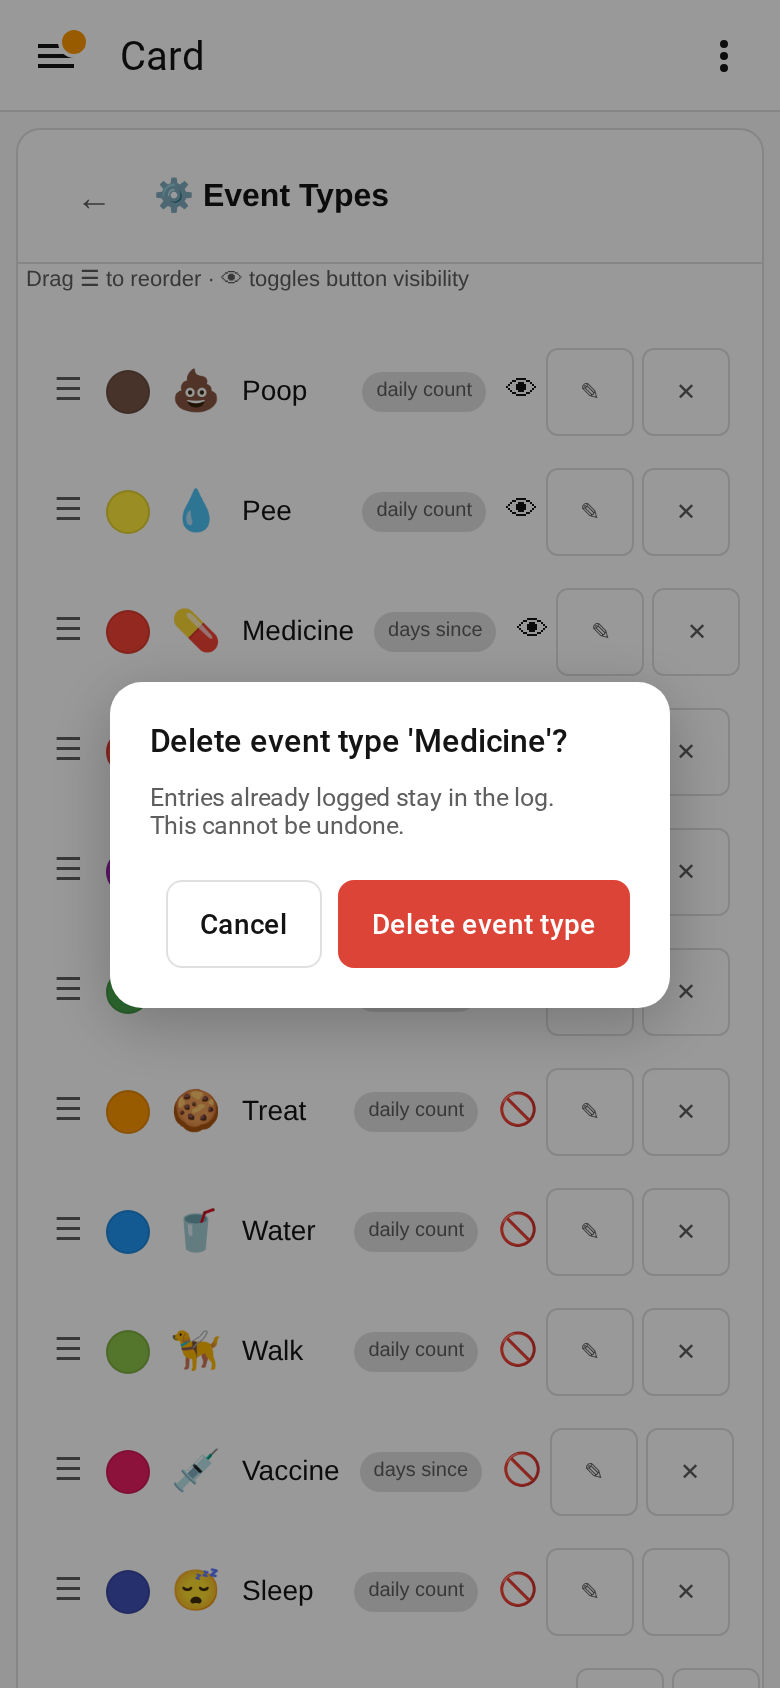 Card
⚙️ Event Types
Drag ☰ to reorder · 👁 toggles button visibility
Poop daily count
Pee daily count
Medicine days since
Delete event type 'Medicine'?
Entries already logged stay in the log.
This cannot be undone.
Cancel Delete event type
Treat daily count
Water daily count
Walk daily count
Vaccine days since
Sleep daily count